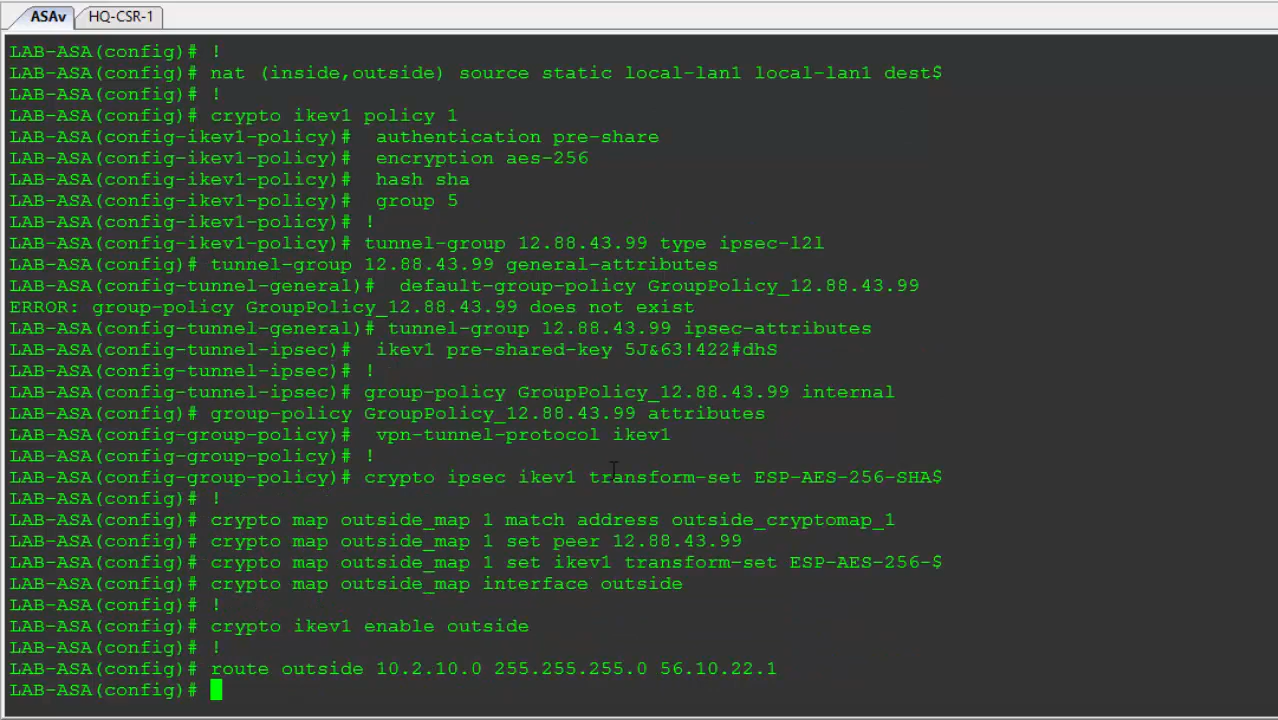 ASAv HQ-CSR-1
LAB-ASA(config)# !
LAB-ASA(config)# nat (inside,outside) source static local-lan1 local-lan1 dest$
LAB-ASA(config)# !
LAB-ASA(config)# crypto ikev1 policy 1
LAB-ASA(config-ikev1-policy)#  authentication pre-share
LAB-ASA(config-ikev1-policy)#  encryption aes-256
LAB-ASA(config-ikev1-policy)#  hash sha
LAB-ASA(config-ikev1-policy)#  group 5
LAB-ASA(config-ikev1-policy)# !
LAB-ASA(config-ikev1-policy)# tunnel-group 12.88.43.99 type ipsec-l2l
LAB-ASA(config)# tunnel-group 12.88.43.99 general-attributes
LAB-ASA(config-tunnel-general)#  default-group-policy GroupPolicy_12.88.43.99
ERROR: group-policy GroupPolicy_12.88.43.99 does not exist
LAB-ASA(config-tunnel-general)# tunnel-group 12.88.43.99 ipsec-attributes
LAB-ASA(config-tunnel-ipsec)#  ikev1 pre-shared-key 5J&63!422#dhS
LAB-ASA(config-tunnel-ipsec)# !
LAB-ASA(config-tunnel-ipsec)# group-policy GroupPolicy_12.88.43.99 internal
LAB-ASA(config)# group-policy GroupPolicy_12.88.43.99 attributes
LAB-ASA(config-group-policy)#  vpn-tunnel-protocol ikev1
LAB-ASA(config-group-policy)# !
LAB-ASA(config-group-policy)# crypto ipsec ikev1 transform-set ESP-AES-256-SHA$
LAB-ASA(config)# !
LAB-ASA(config)# crypto map outside_map 1 match address outside_cryptomap_1
LAB-ASA(config)# crypto map outside_map 1 set peer 12.88.43.99
LAB-ASA(config)# crypto map outside_map 1 set ikev1 transform-set ESP-AES-256-$
LAB-ASA(config)# crypto map outside_map interface outside
LAB-ASA(config)# !
LAB-ASA(config)# crypto ikev1 enable outside
LAB-ASA(config)# !
LAB-ASA(config)# route outside 10.2.10.0 255.255.255.0 56.10.22.1
LAB-ASA(config)#